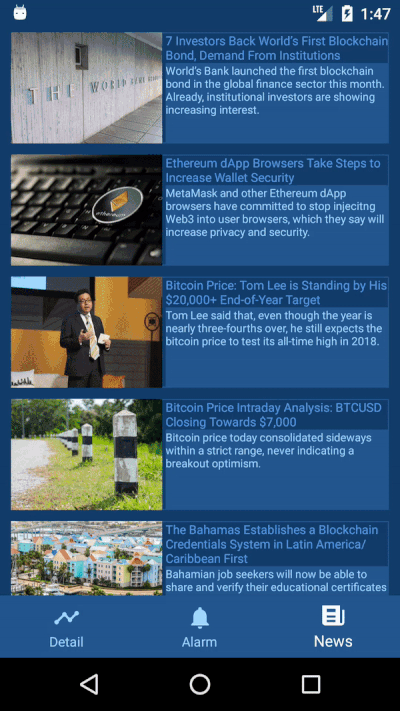 LTE 1:47
7 Investors Back World's First Blockchain
Bond, Demand From Institutions
World's Bank launched the first blockchain
bond in the global finance sector this month.
Already, institutional investors are showing
increasing interest.
THE WORLD BANK
Ethereum dApp Browsers Take Steps to
Increase Wallet Security
MetaMask and other Ethereum dApp
browsers have committed to stop injecitng
Web3 into user browsers, which they say will
increase privacy and security.
ethereum
Bitcoin Price: Tom Lee is Standing by His
$20,000+ End-of-Year Target
Tom Lee said that, even though the year is
nearly three-fourths over, he still expects the
bitcoin price to test its all-time high in 2018.
Bitcoin Price Intraday Analysis: BTCUSD
Closing Towards $7,000
Bitcoin price today consolidated sideways
within a strict range, never indicating a
breakout optimism.
The Bahamas Establishes a Blockchain
Credentials System in Latin America/
Caribbean First
Bahamian job seekers will now be able to
share and verify their educational certificates
Detail Alarm News